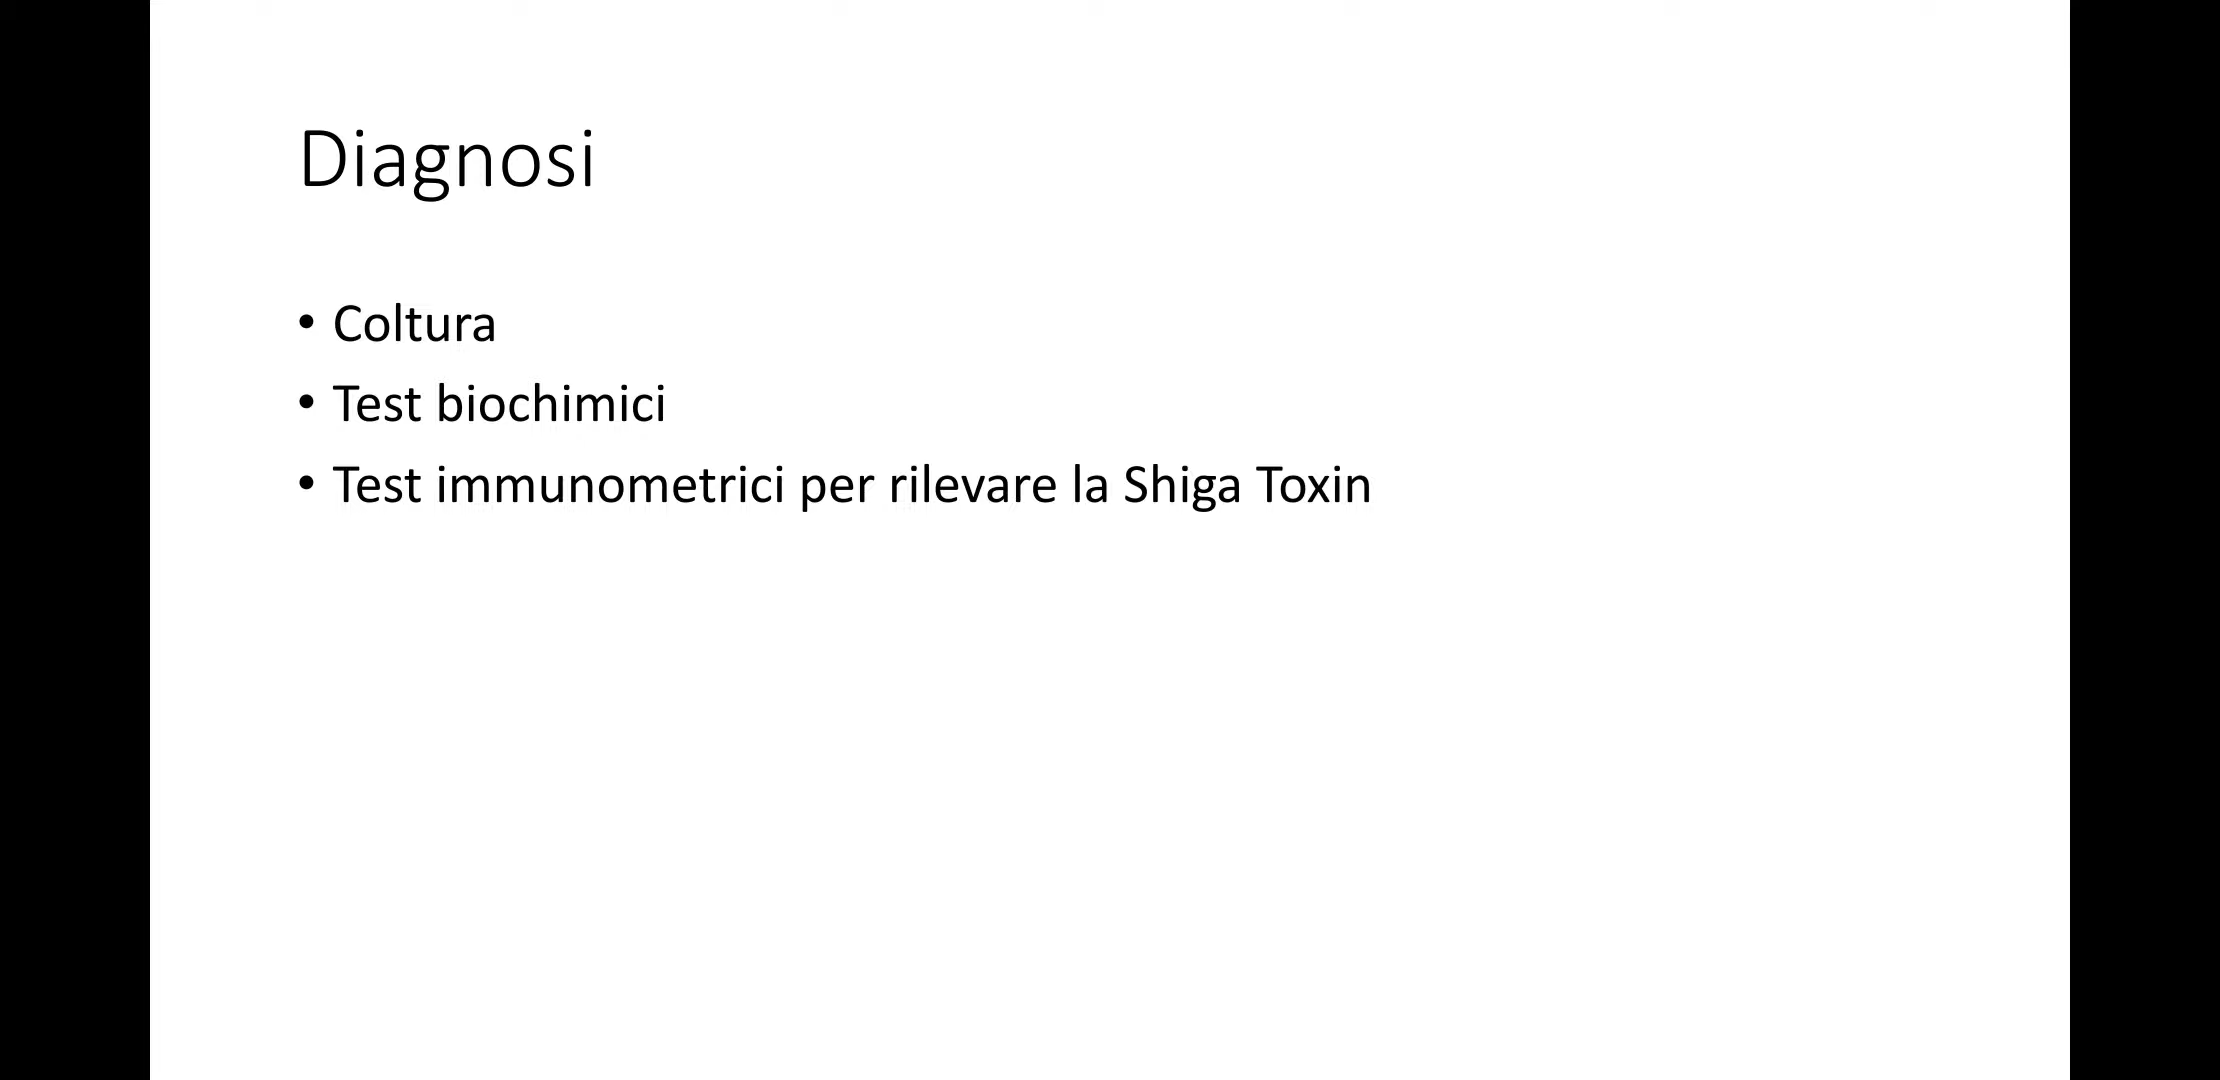 Diagnosi
• Coltura
• Test biochimici
• Test immunometrici per rilevare la Shiga Toxin